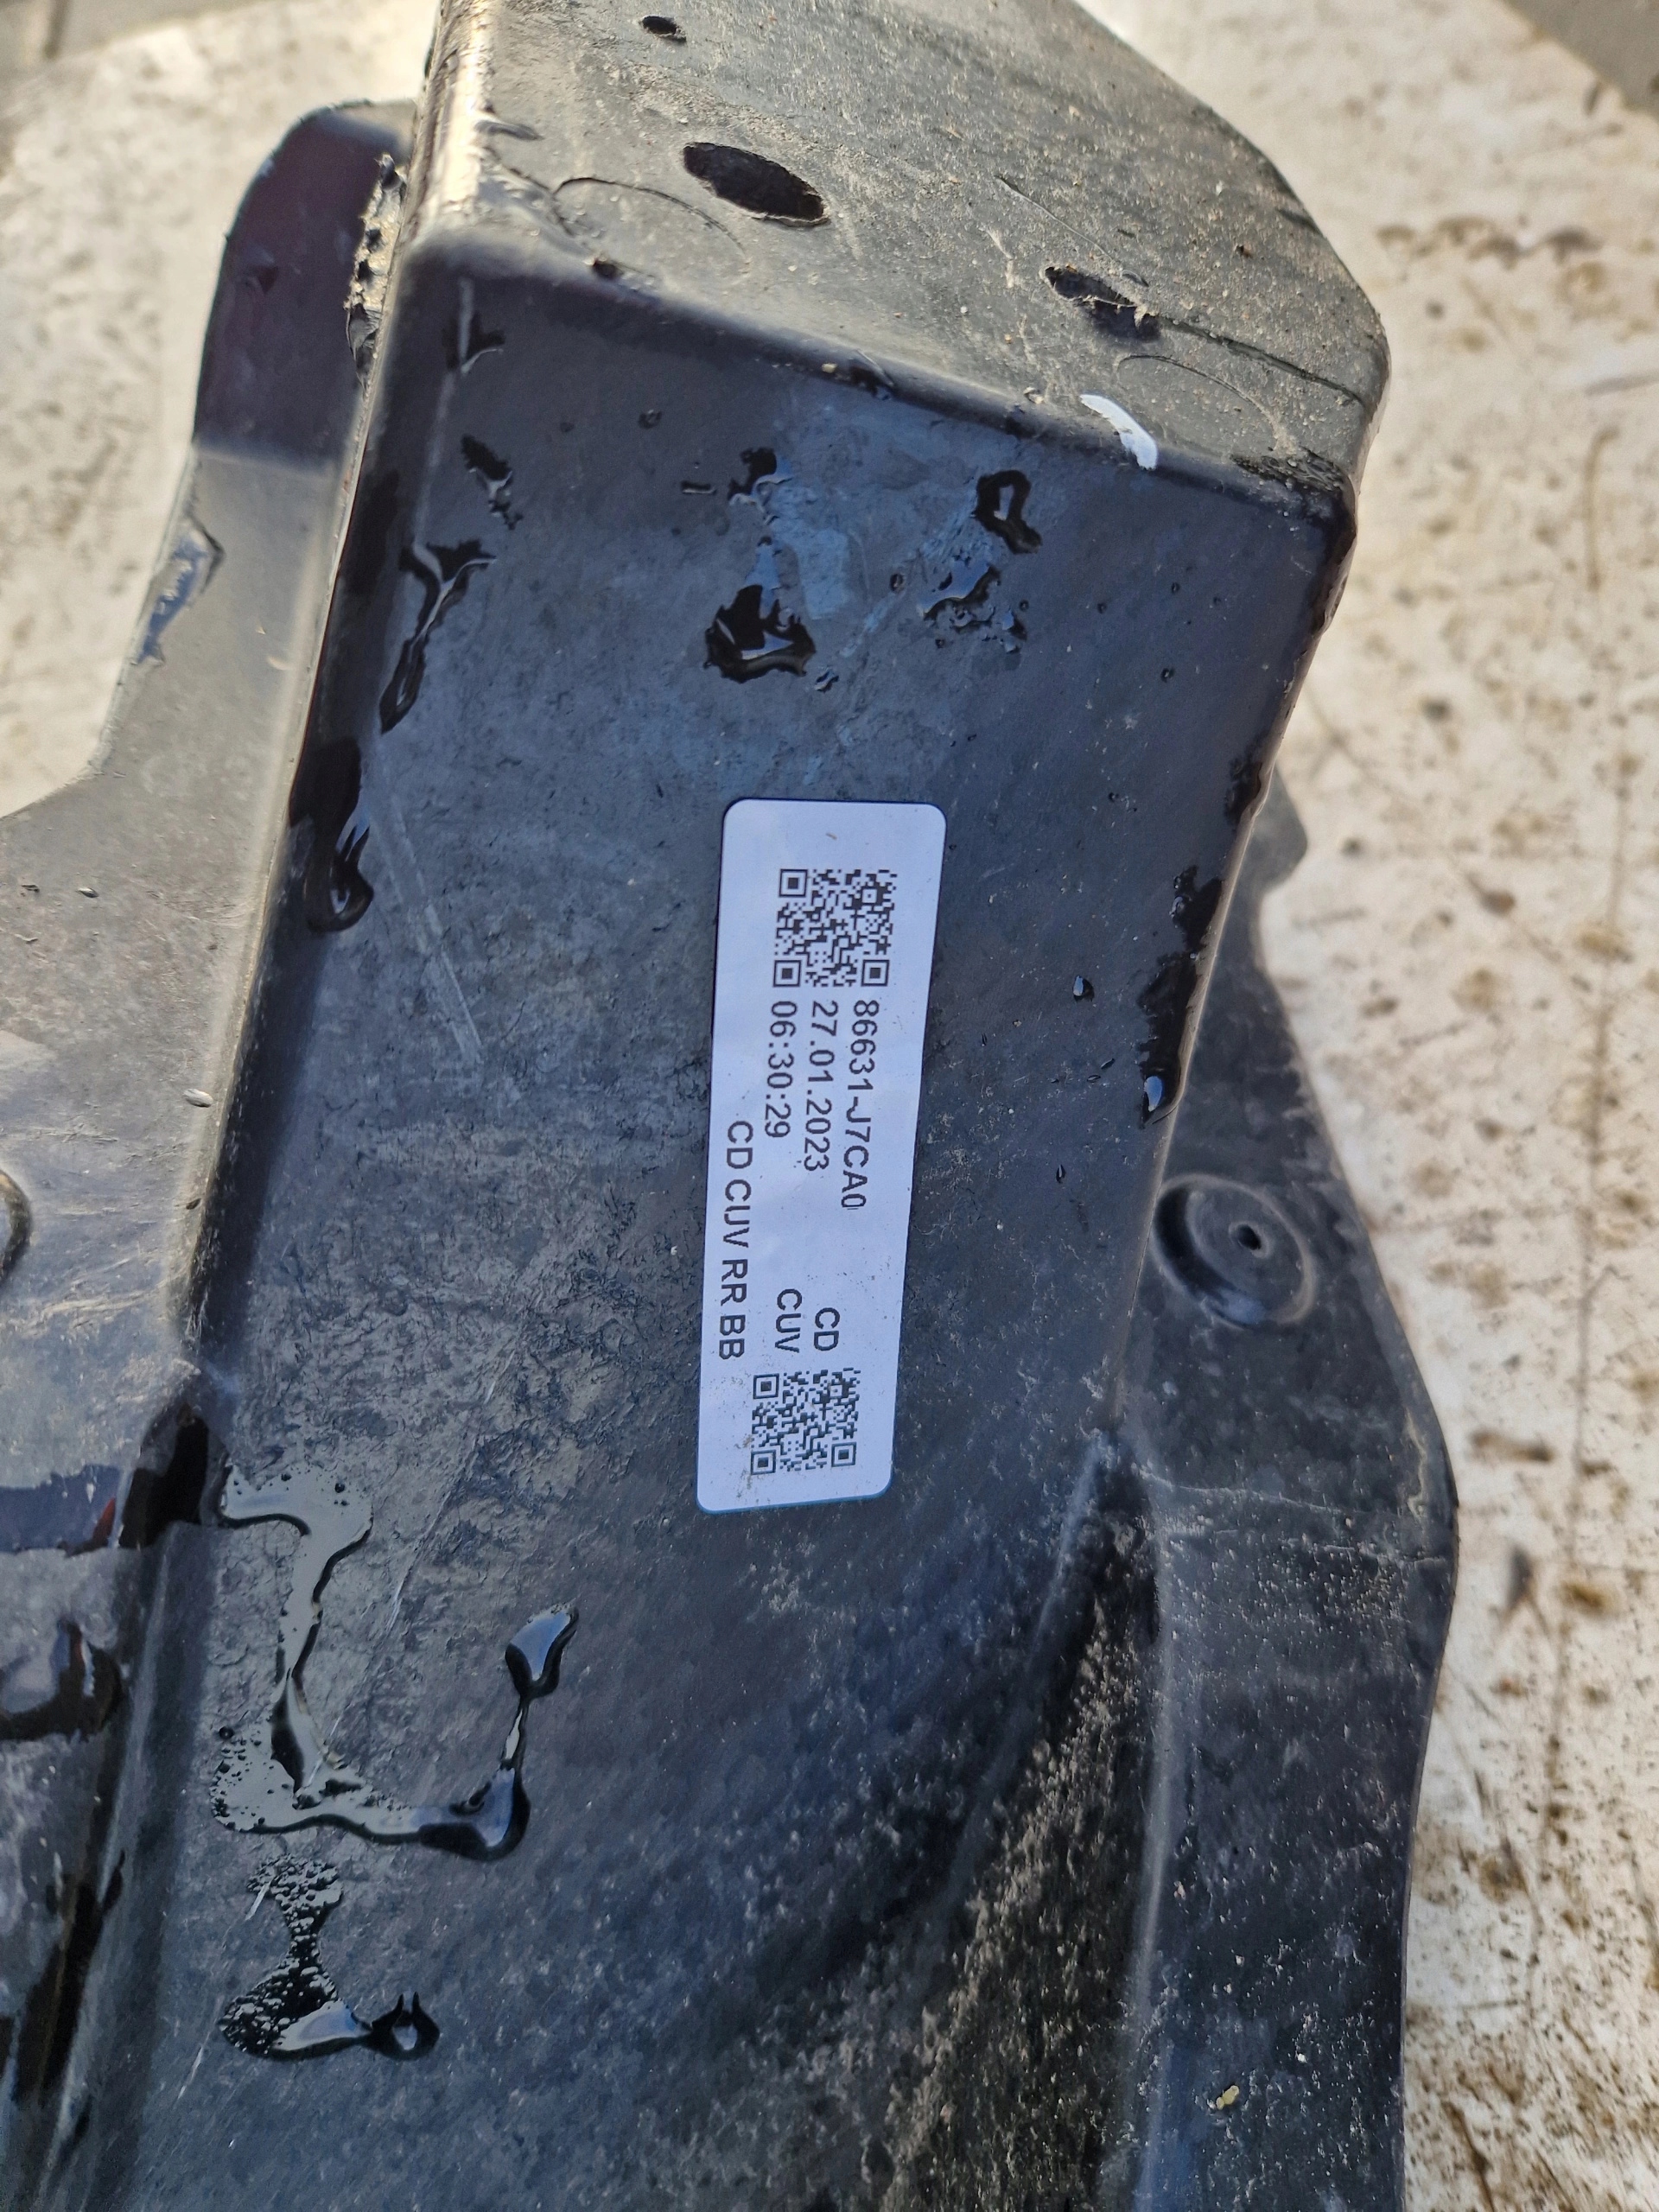 86631-J7CA0
27.01.2023 CD
06:30:29 CUV
CD CUV RR BB